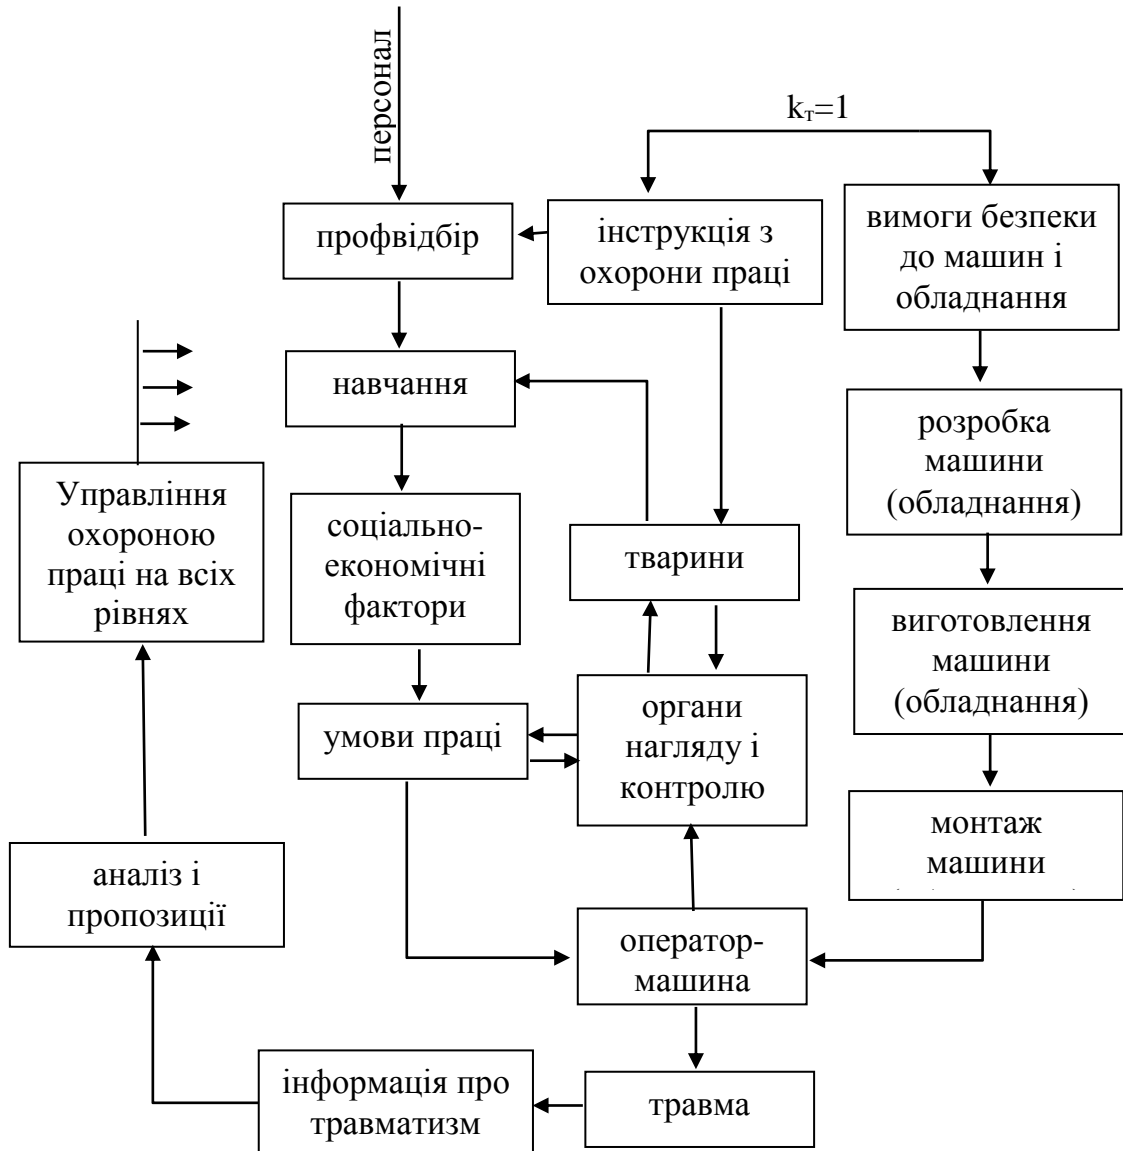 персонал
kт=1
профвідбір
інструкція з
охорони праці
вимоги безпеки
до машин і
обладнання
навчання
розробка
машини
(обладнання)
Управління
охороною
праці на всіх
рівнях
соціально-
економічні
фактори
тварини
виготовлення
машини
(обладнання)
умови праці
органи
нагляду і
контролю
монтаж
машини
аналіз і
пропозиції
оператор-
машина
інформація про
травматизм
травма